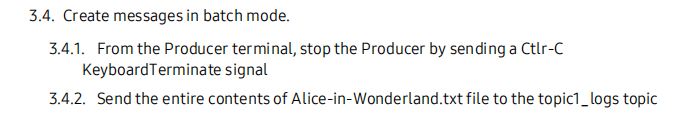 3.4. Create messages in batch mode.
3.4.1. From the Producer terminal, stop the Producer by sending a Ctlr-C
KeyboardTerminate signal
3.4.2. Send the entire contents of Alice-in-Wonderland.txt file to the topic1_logs topic